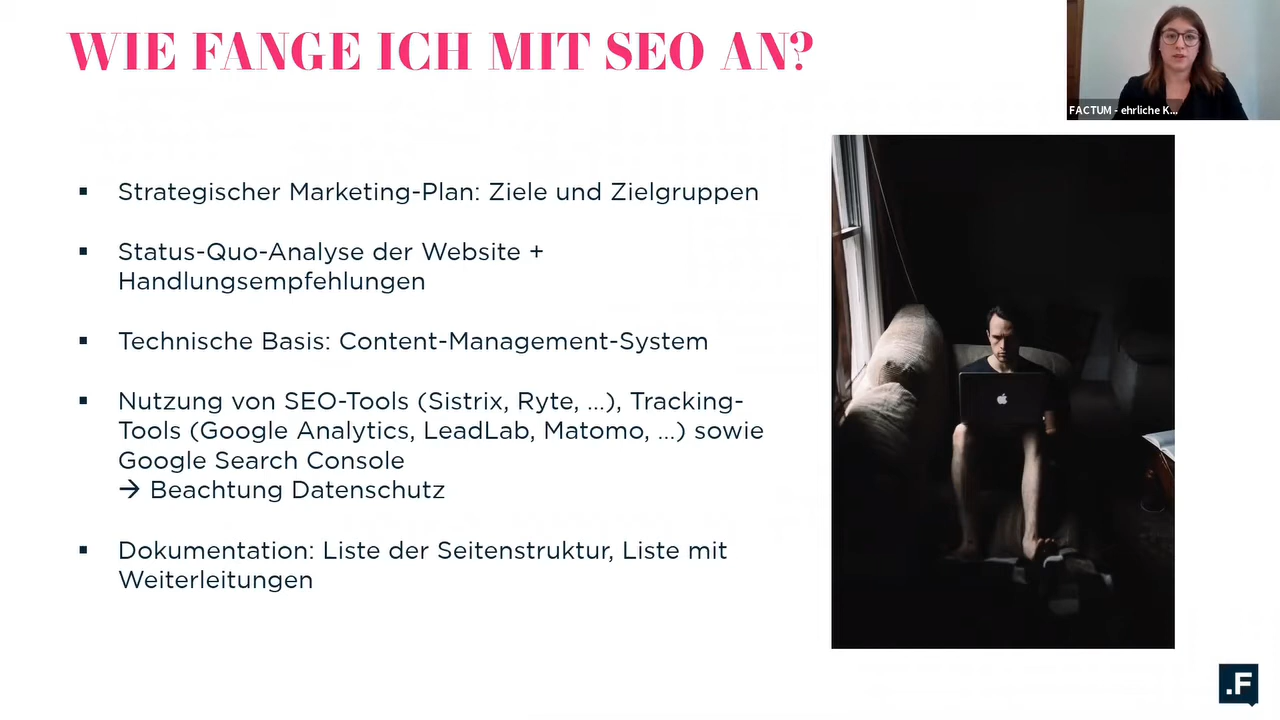 WIE FANGE ICH MIT SEO AN?
FACTUM - ehrliche K...
▪ Strategischer Marketing-Plan: Ziele und Zielgruppen
▪ Status-Quo-Analyse der Website +
Handlungsempfehlungen
▪ Technische Basis: Content-Management-System
▪ Nutzung von SEO-Tools (Sistrix, Ryte, ...), Tracking-
Tools (Google Analytics, LeadLab, Matomo, ...) sowie
Google Search Console
→ Beachtung Datenschutz
▪ Dokumentation: Liste der Seitenstruktur, Liste mit
Weiterleitungen
.F